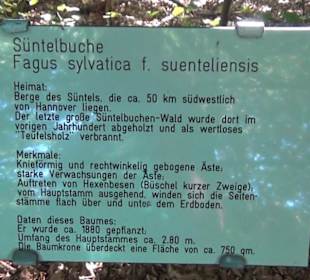 Süntelbuche
Fagus sylvatica f. suenteliensis
Heimat:
Berge des Süntels, die ca. 50 km südwestlich
von Hannover liegen.
Der letzte große Süntelbuchen-Wald wurde dort im
vorigen Jahrhundert abgeholzt und als wertloses
"Teufelsholz" verbrannt.
Merkmale:
Knieförmig und rechtwinkelig gebogene Äste;
starke Verwachsungen der Äste;
Auftreten von Hexenbesen (Büschel kurzer Zweige);
vom Hauptstamm ausgehend, winden sich die Seiten-
stämme flach über und unter dem Erdboden.
Daten dieses Baumes:
Er wurde ca. 1880 gepflanzt;
Umfang des Hauptstammes ca. 2.80 m.
Die Baumkrone überdeckt eine Fläche von ca. 750 qm.